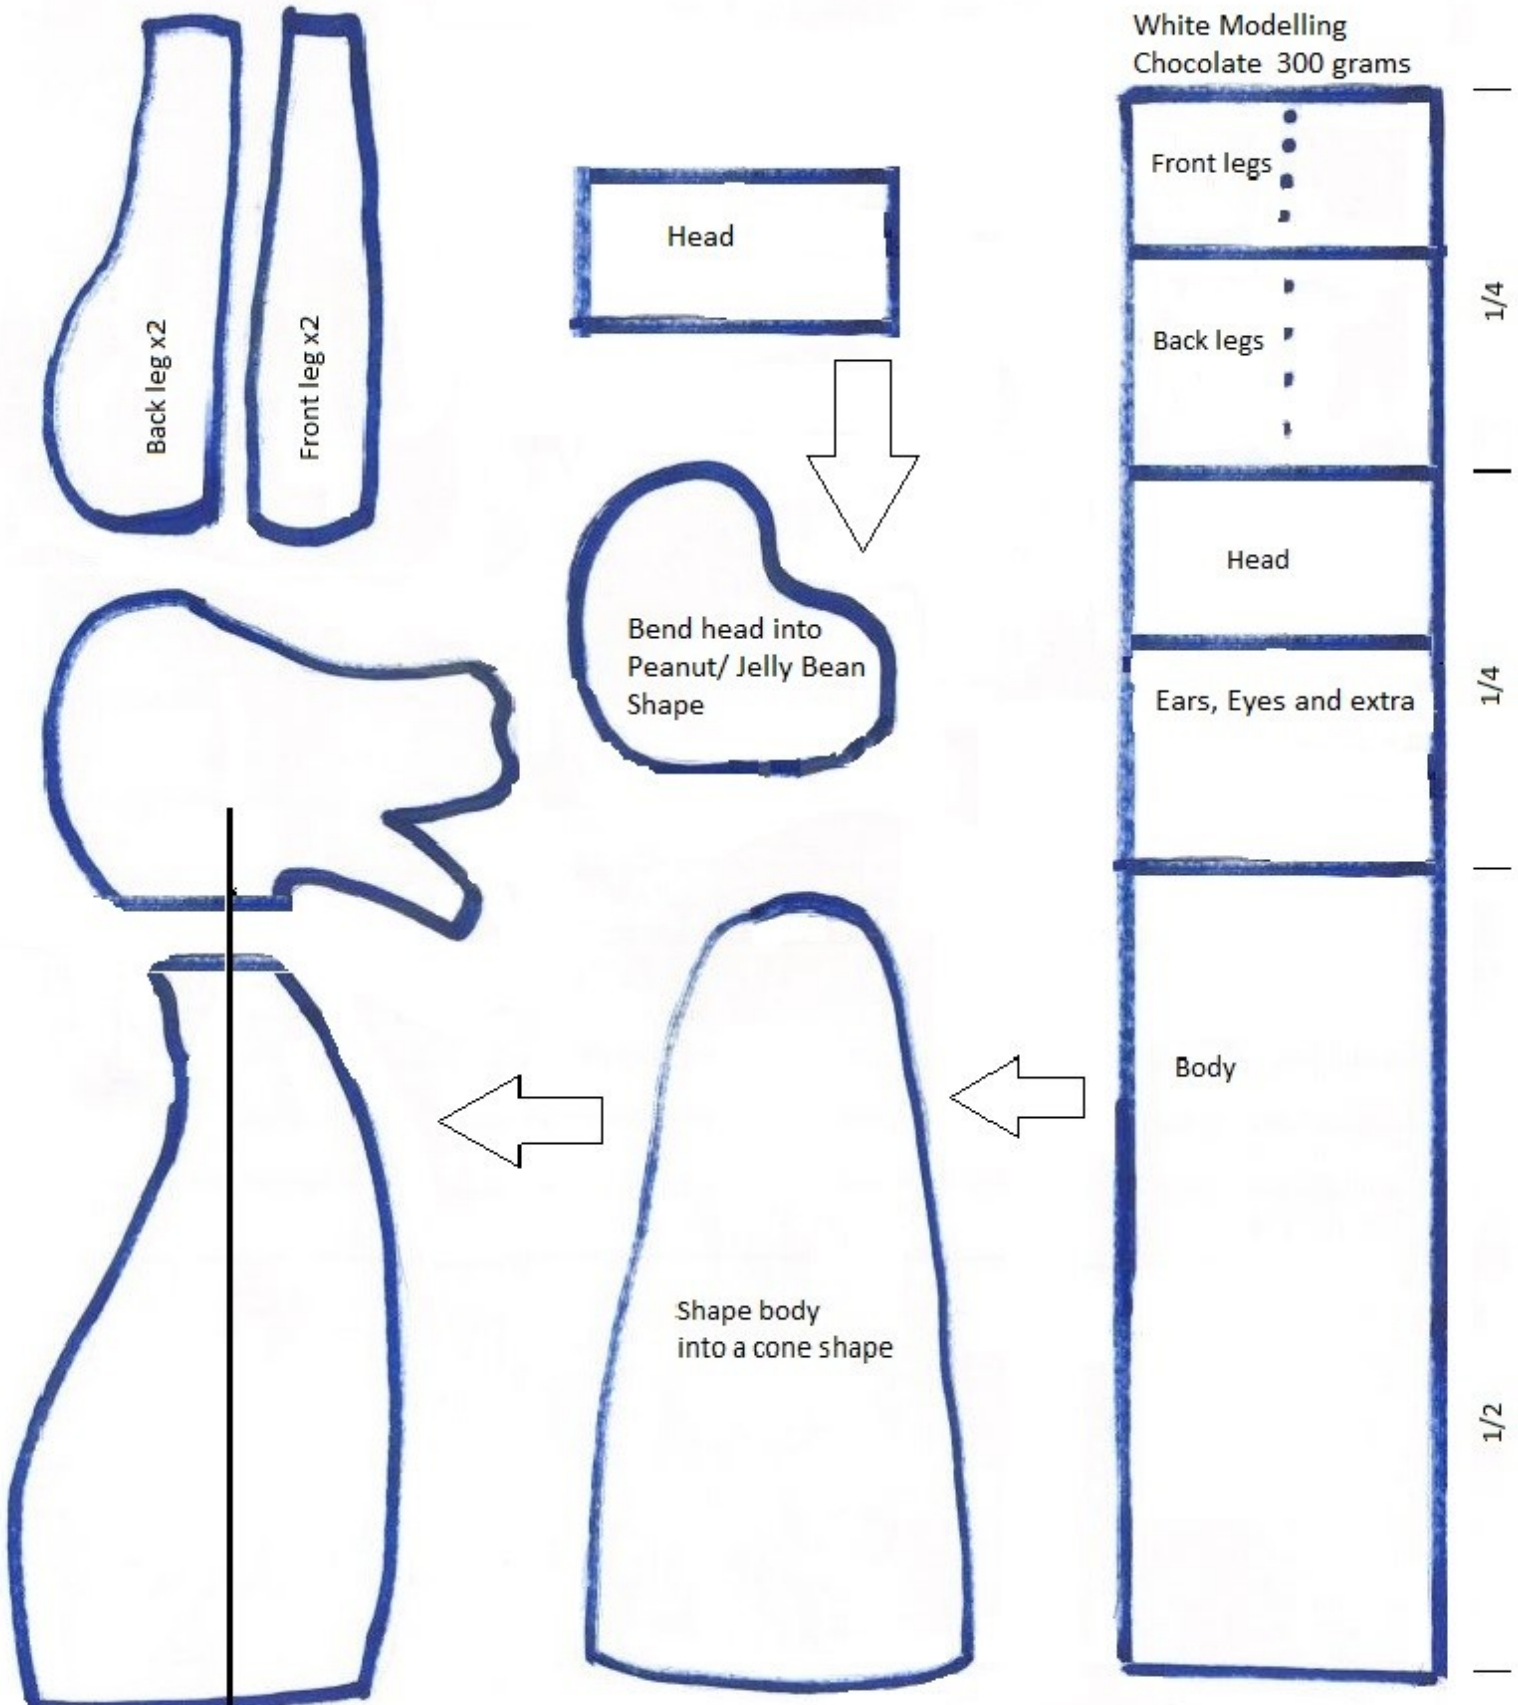 White Modelling
Chocolate 300 grams
Back leg x2
Front leg x2
Head
Bend head into
Peanut/ Jelly Bean
Shape
Shape body
into a cone shape
Front legs
Back legs
Head
Ears, Eyes and extra
Body
1/4
1/4
1/2